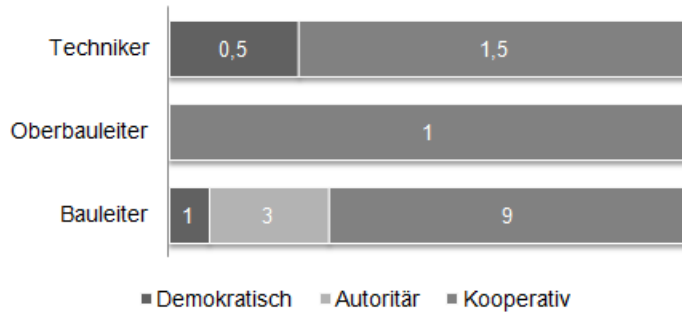 Techniker 0,5 1,5
Oberbauleiter 1
Bauleiter 1 3 9
Demokratisch Autoritär Kooperativ